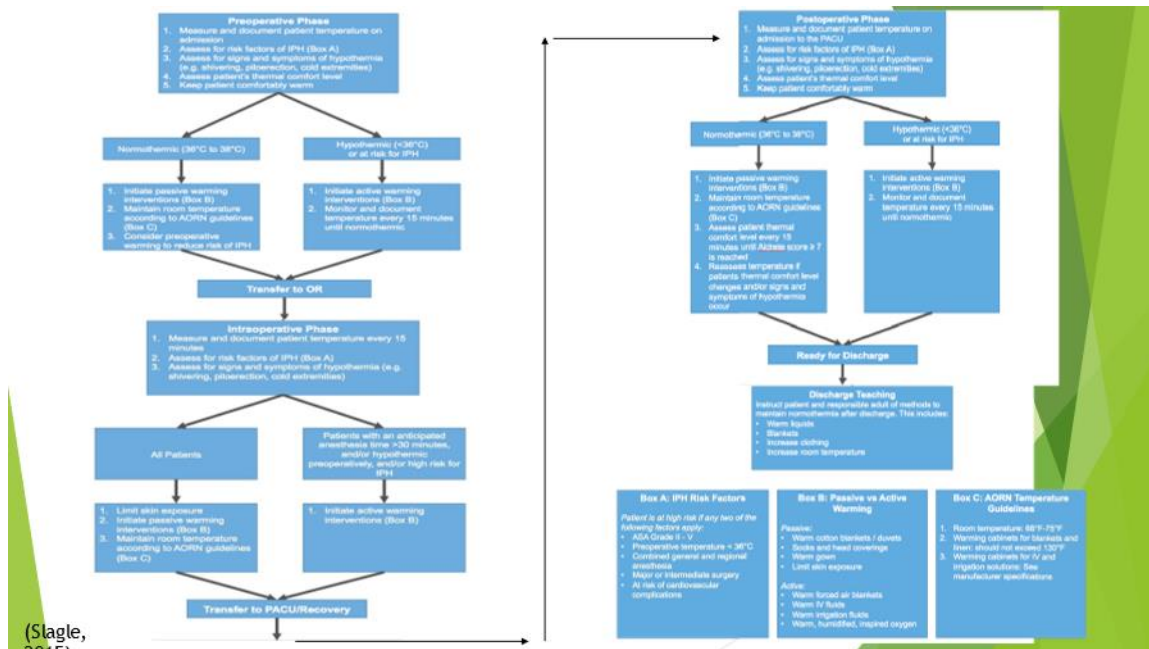 Preoperative Phase
1. Measure and document patient temperature on
admission
2. Assess for risk factors of IPH (Box A)
3. Assess for signs and symptoms of hypothermia
(e.g. shivering, piloerection, cold extremities)
4. Assess patient's thermal comfort level
5. Keep patient comfortably warm
Normothermic (36°C to 38°C)
Hypothermic (<36°C)
or at risk for IPH
1. Initiate passive warming
interventions (Box B)
2. Maintain room temperature
according to AORN guidelines
(Box C)
3. Consider preoperative
warming to reduce risk of IPH
1. Initiate active warming
interventions (Box B)
2. Monitor and document
temperature every 15 minutes
until normothermic
Transfer to OR
Intraoperative Phase
1. Measure and document patient temperature every 15
minutes
2. Assess for risk factors of IPH (Box A)
3. Assess for signs and symptoms of hypothermia (e.g.
shivering, piloerection, cold extremities)
All Patients
Patients with an anticipated
anesthesia time >30 minutes,
and/or hypothermic
preoperatively, and/or high risk for
IPH
1. Limit skin exposure
2. Initiate passive warming
interventions (Box B)
3. Maintain room temperature
according to AORN guidelines
(Box C)
1. Initiate active warming
interventions (Box B)
Transfer to PACU/Recovery
(Slagle,
Postoperative Phase
1. Measure and document patient temperature on
admission to the PACU
2. Assess for risk factors of IPH (Box A)
3. Assess for signs and symptoms of hypothermia
(e.g. shivering, piloerection, cold extremities)
4. Assess patient's thermal comfort level
5. Keep patient comfortably warm
Normothermic (36°C to 38°C)
Hypothermic (<36°C)
or at risk for IPH
1. Initiate passive warming
interventions (Box B)
2. Maintain room temperature
according to AORN guidelines
(Box C)
3. Assess patient thermal
comfort level every 15
minutes until Aldrete score ≥ 7
is reached
4. Reassess temperature if
patients thermal comfort level
changes and/or signs and
symptoms of hypothermia
occur
1. Initiate active warming
interventions (Box B)
2. Monitor and document
temperature every 15 minutes
until normothermic
Ready for Discharge
Discharge Teaching
Instruct patient and responsible adult of methods to
maintain normothermia after discharge. This includes:
• Warm liquids
• Blankets
• Increase clothing
• Increase room temperature
Box A: IPH Risk Factors
Patient is at high risk if any two of the
following factors apply:
• ASA Grade II - V
• Preoperative temperature < 36°C
• Combined general and regional
anesthesia
• Major or intermediate surgery
• At risk of cardiovascular
complications
Box B: Passive vs Active
Warming
Passive:
• Warm cotton blankets / duvets
• Socks and head coverings
• Warm gown
• Limit skin exposure
Active:
• Warm forced air blankets
• Warm IV fluids
• Warm irrigation fluids
• Warm, humidified, inspired oxygen
Box C: AORN Temperature
Guidelines
1. Room temperature: 68°F-75°F
2. Warming cabinets for blankets and
linen: should not exceed 130°F
3. Warming cabinets for IV and
irrigation solutions: See
manufacturer specifications